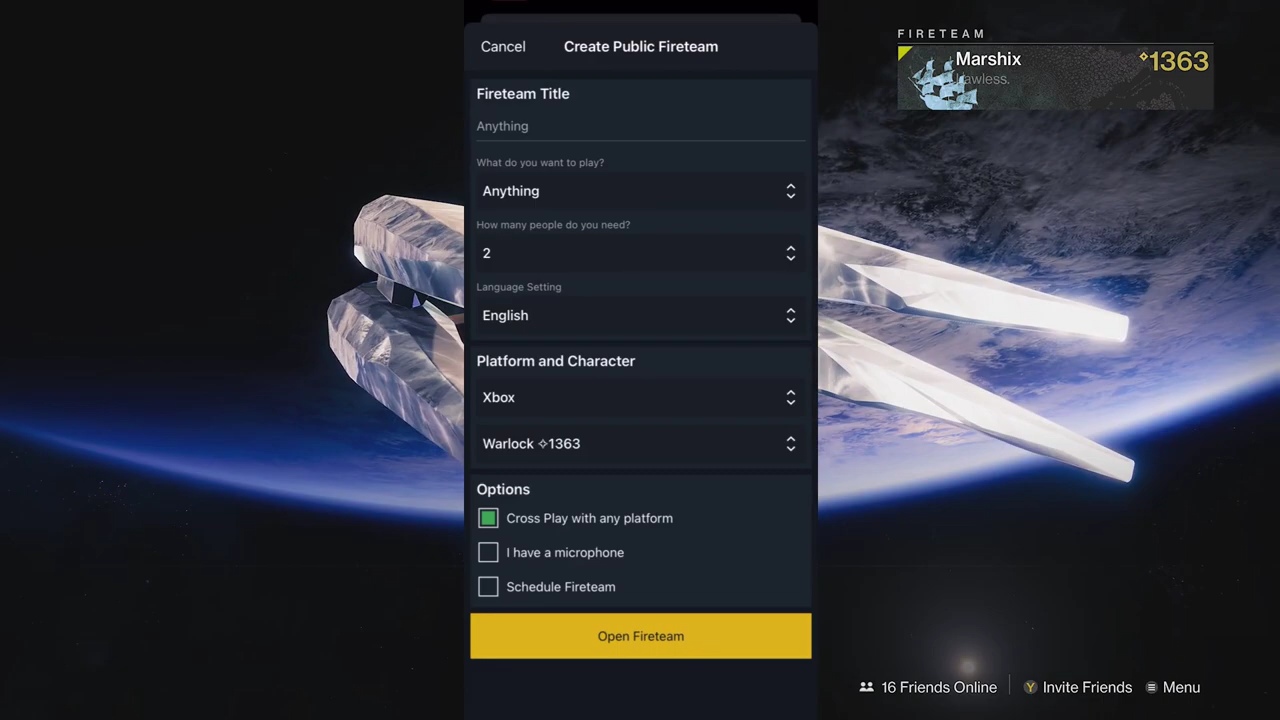 Cancel
Create Public Fireteam
Fireteam Title
Anything
What do you want to play?
Anything
How many people do you need?
2
Language Setting
English
Platform and Character
Xbox
Warlock ✧1363
Options
Cross Play with any platform
I have a microphone
Schedule Fireteam
Open Fireteam
FIRETEAM
Marshix
✧1363
Lawless.
16 Friends Online
Y Invite Friends
Menu